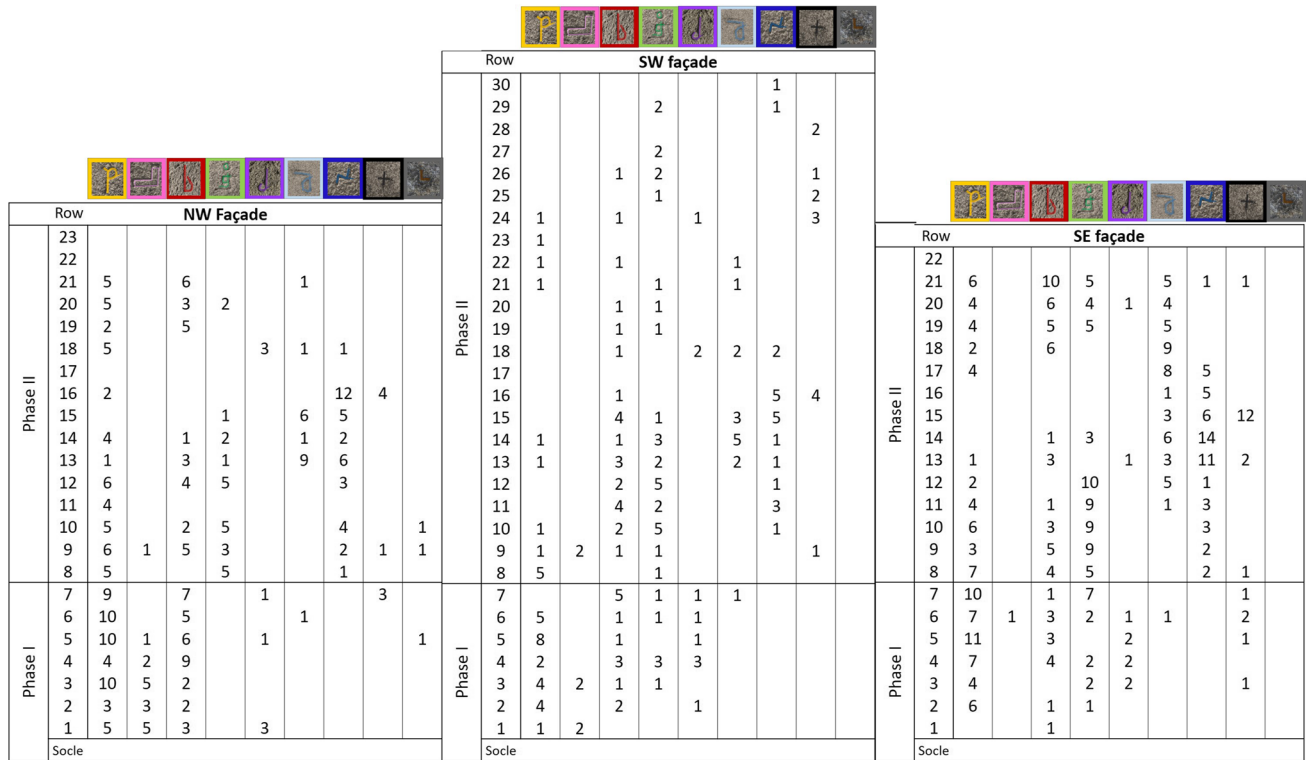 Row NW Façade
Phase II
23
22
21 5 6 1
20 5 3 2
19 2 5
18 5 3 1 1
17
16 2 12 4
15 1 6 5
14 4 1 2 1 2
13 1 3 1 9 6
12 6 4 5 3
11 4
10 5 2 5 4 1
9 6 1 5 3 2 1 1
8 5 5 1
Phase I
7 9 7 1 3
6 10 5 1
5 10 1 6 1 1
4 4 2 9
3 10 5 2
2 3 3 2
1 5 5 3 3
Socle
Row SW façade
Phase II
30 1
29 2 1
28 2
27 2
26 1 2 1
25 1 2
24 1 1 1 3
23 1
22 1 1 1
21 1 1 1
20 1 1
19 1 1
18 1 2 2 2
17
16 1 5 4
15 4 1 3 5
14 1 1 3 5 1
13 1 3 2 2 1
12 2 5 1
11 4 2 3
10 1 2 5 1
9 1 2 1 1 1
8 5 1
Phase I
7 5 1 1 1
6 5 1 1 1
5 8 1 1
4 2 3 3 3
3 4 2 1 1
2 4 2 1
1 1 2
Socle
Row SE façade
Phase II
22
21 6 10 5 5 1 1
20 4 6 4 1 4
19 4 5 5 5
18 2 6 9
17 4 8 5
16 1 5
15 3 6 12
14 1 3 6 14
13 1 3 1 3 11 2
12 2 10 5 1
11 4 1 9 1 3
10 6 3 9 3
9 3 5 9 2
8 7 4 5 2 1
Phase I
7 10 1 7 1
6 7 1 3 2 1 1 2
5 11 3 2 1
4 7 4 2 2
3 4 2 2 1
2 6 1 1
1 1
Socle